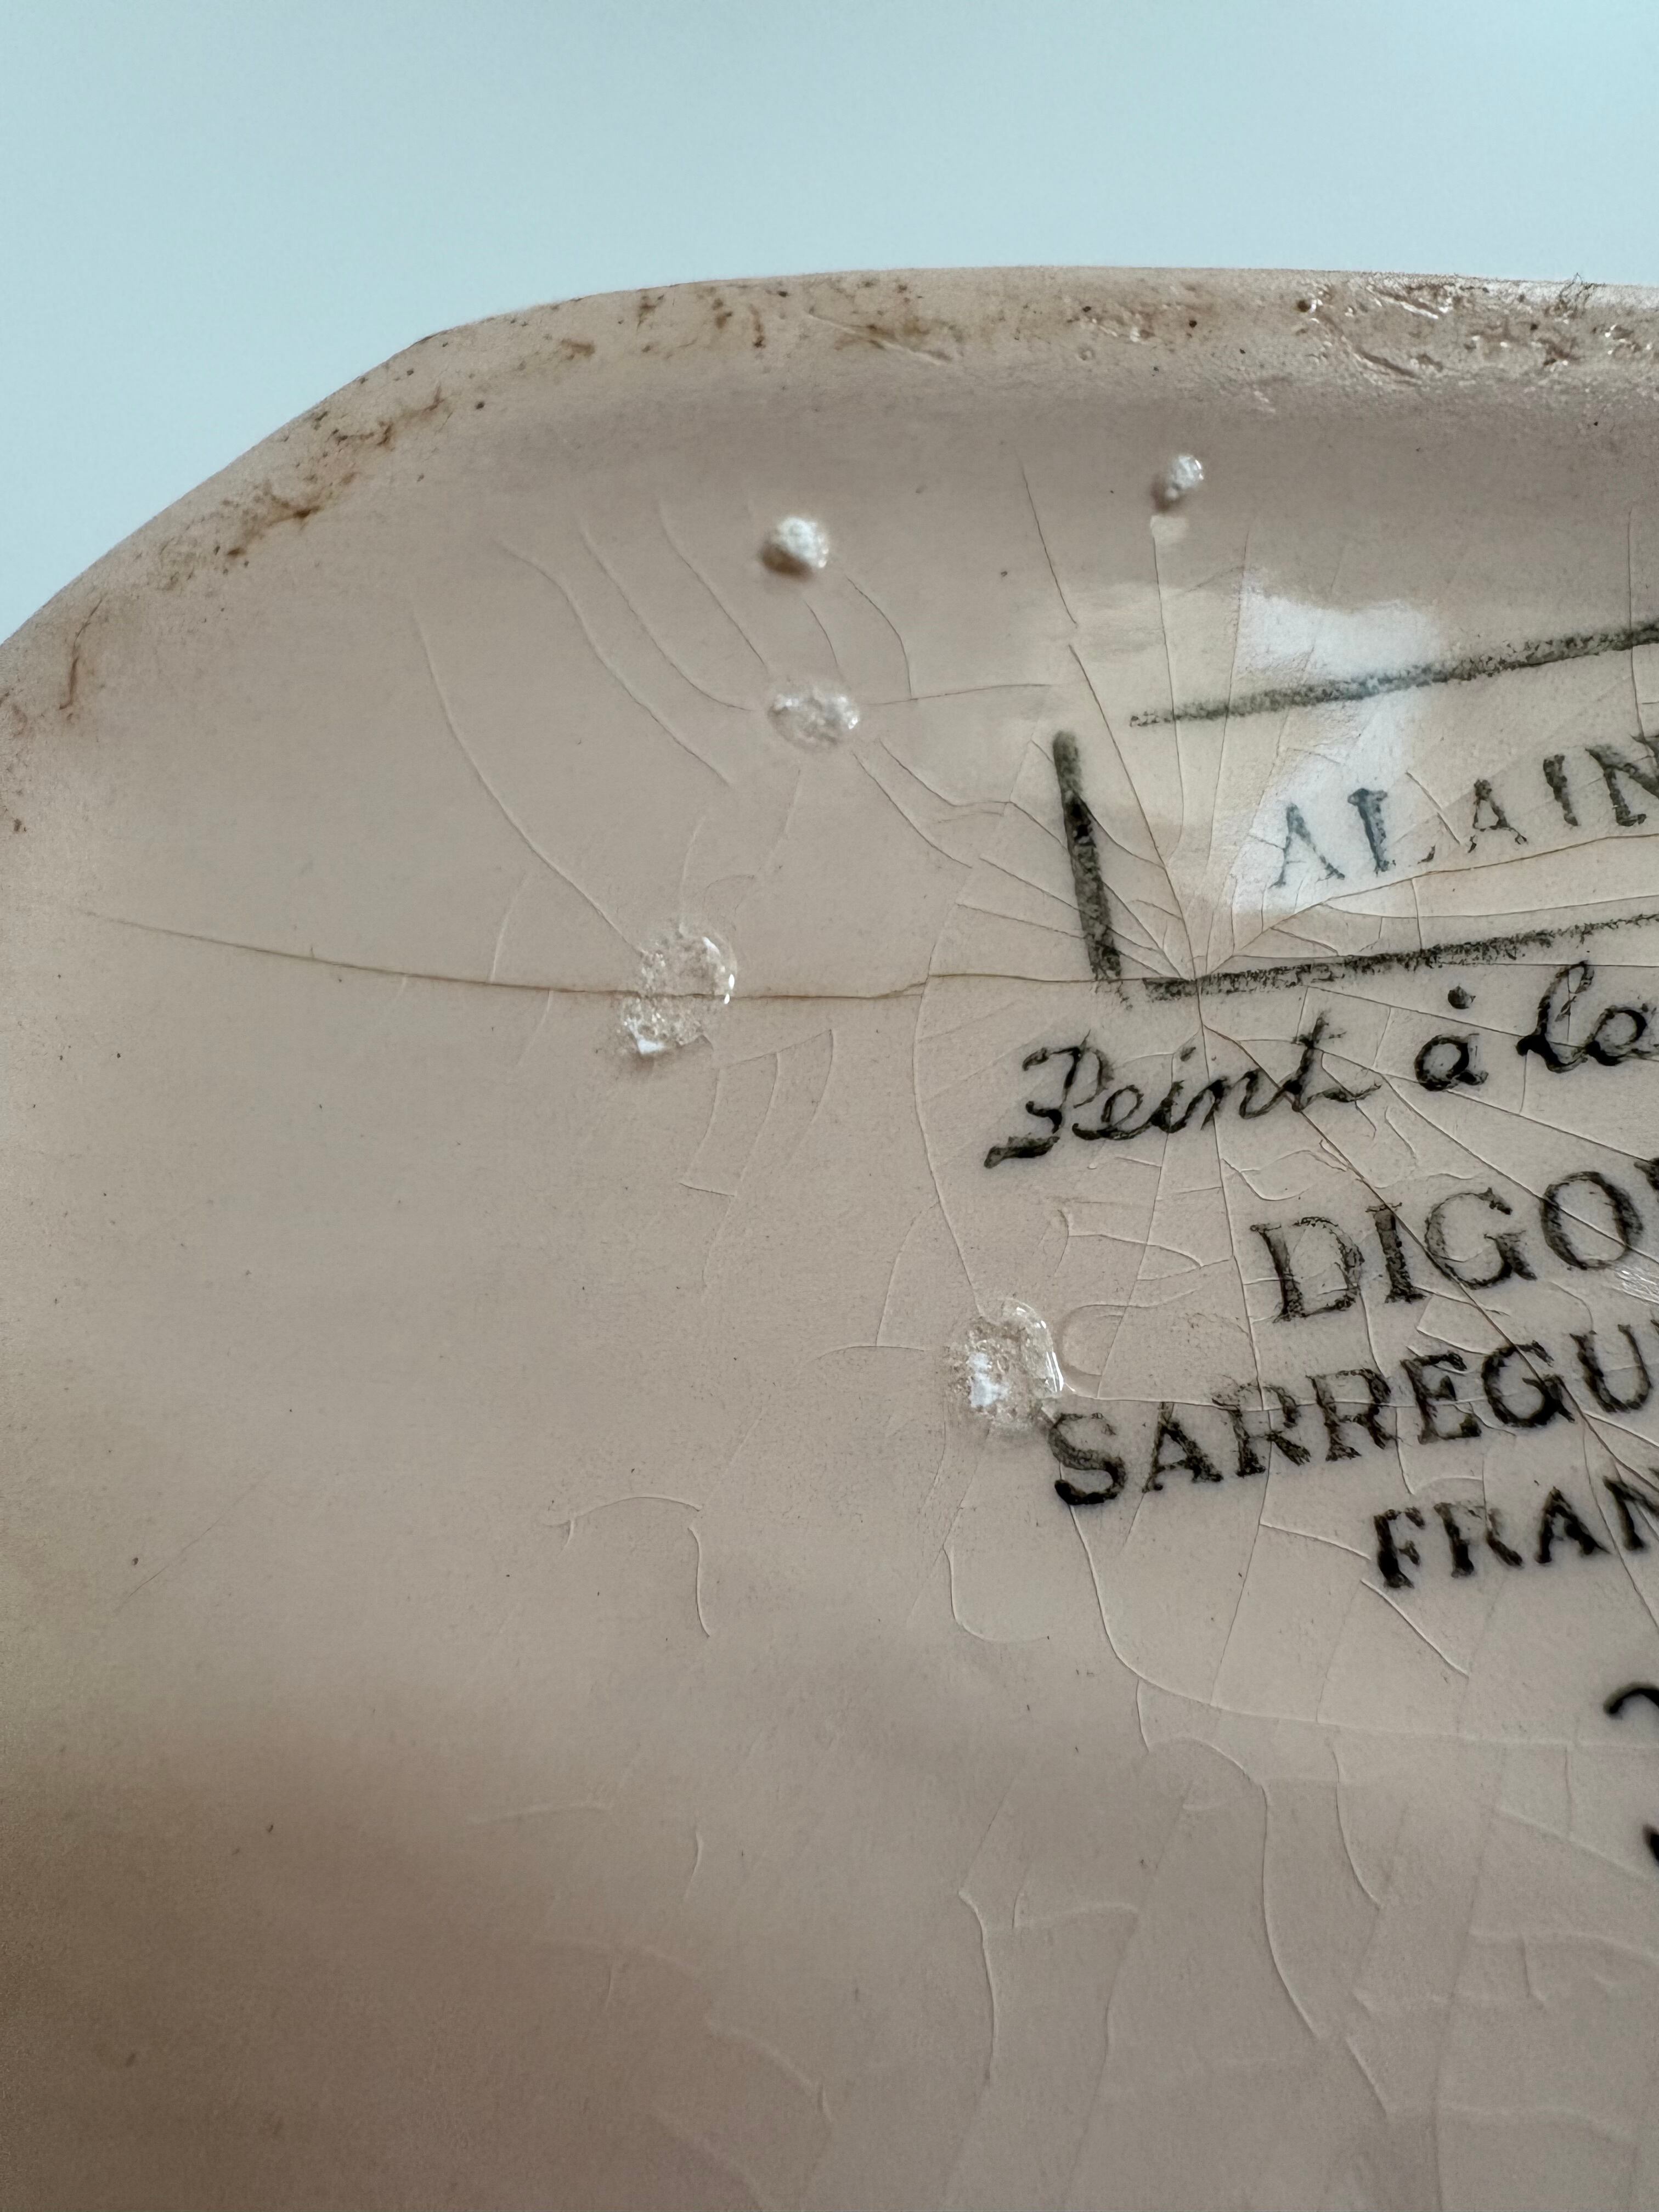 ALAIN
Peint à la
DIGO
SARREGU
FRAN